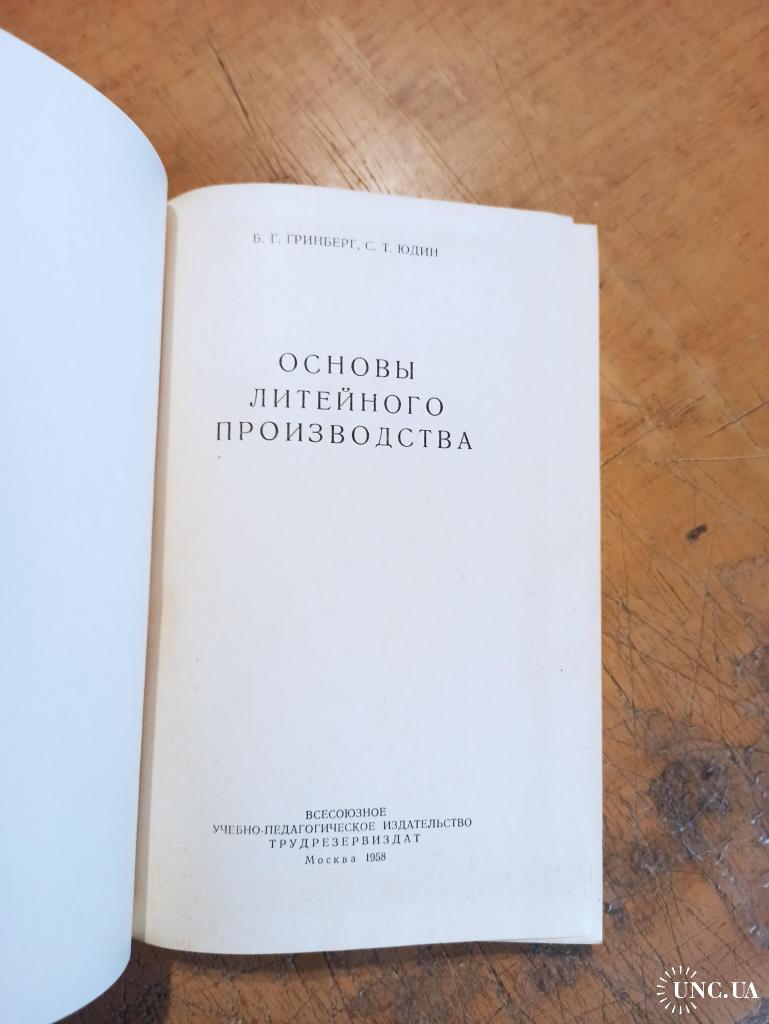 Б. Г. ГРИНБЕРГ, С. Т. ЮДИН
ОСНОВЫ
ЛИТЕЙНОГО
ПРОИЗВОДСТВА
ВСЕСОЮЗНОЕ
УЧЕБНО-ПЕДАГОГИЧЕСКОЕ ИЗДАТЕЛЬСТВО
ТРУДРЕЗЕРВИЗДАТ
Москва 1958
UNC.UA